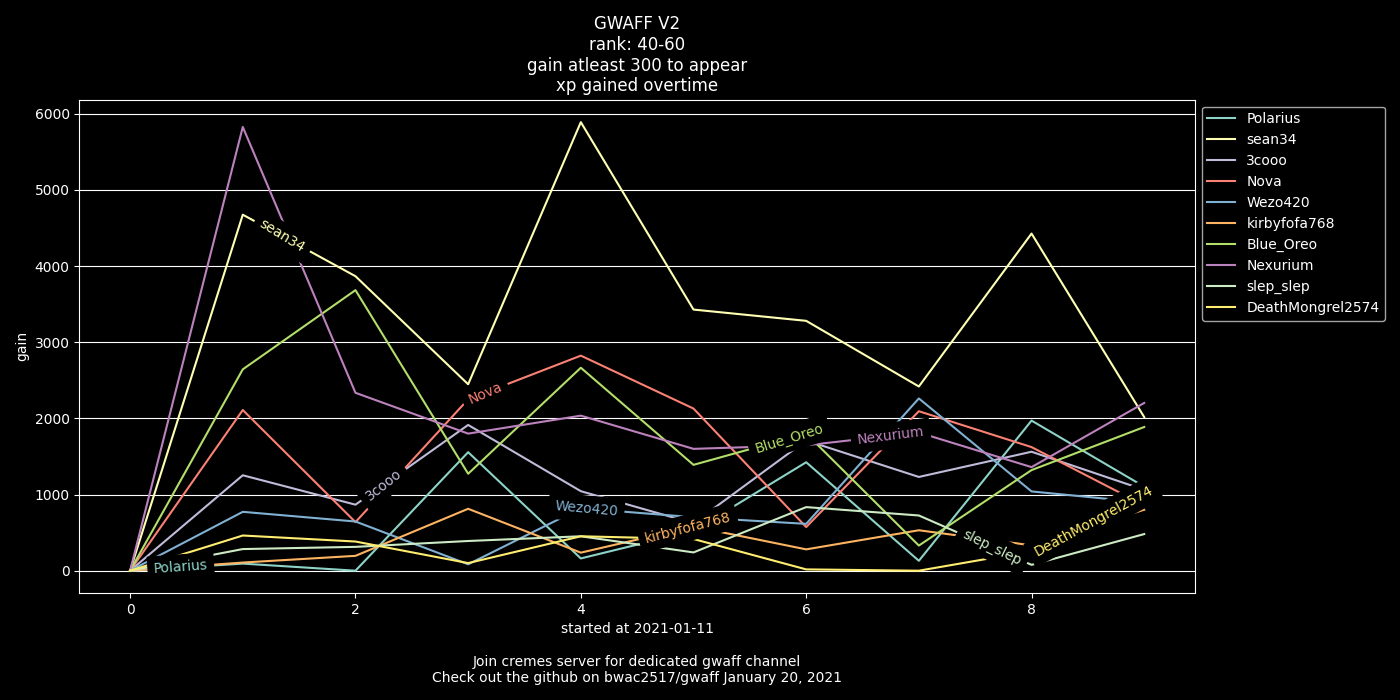 GWAFF V2
rank: 40-60
gain atleast 300 to appear
xp gained overtime
6000
5000
4000
3000
2000
1000
0
gain
0
2
4
6
8
started at 2021-01-11
sean34
Nova
3cooo
Polarius
Wezo420
kirbyfofa768
Blue_Oreo
Nexurium
slep_slep
DeathMongrel2574
Polarius
sean34
3cooo
Nova
Wezo420
kirbyfofa768
Blue_Oreo
Nexurium
slep_slep
DeathMongrel2574
Join cremes server for dedicated gwaff channel
Check out the github on bwac2517/gwaff January 20, 2021